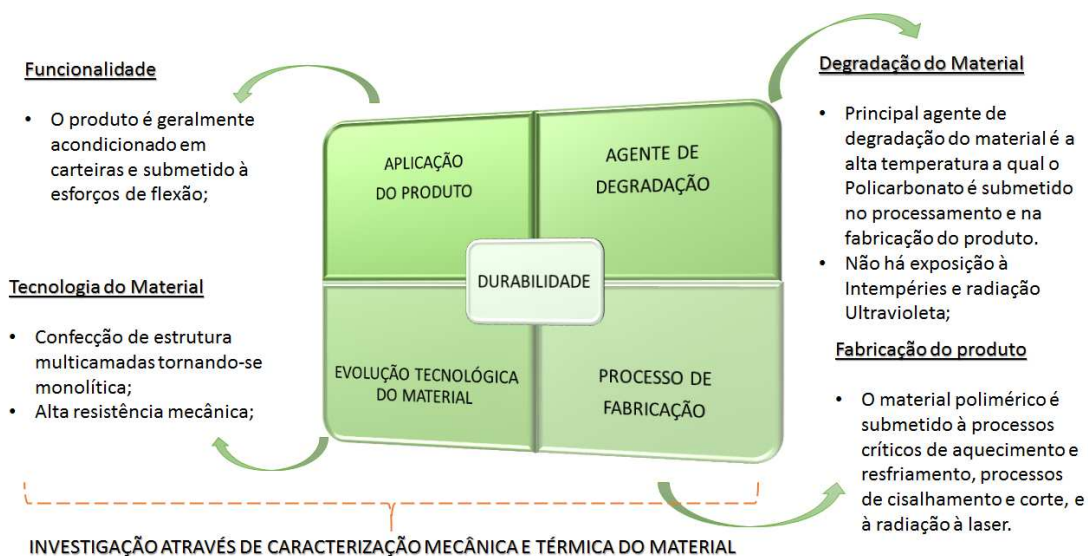 Funcionalidade
• O produto é geralmente
acondicionado em
carteiras e submetido à
esforços de flexão;
Tecnologia do Material
• Confecção de estrutura
multicamadas tornando-se
monolítica;
• Alta resistência mecânica;
APLICAÇÃO
DO PRODUTO
AGENTE DE
DEGRADAÇÃO
DURABILIDADE
EVOLUÇÃO TECNOLÓGICA
DO MATERIAL
PROCESSO DE
FABRICAÇÃO
Degradação do Material
• Principal agente de
degradação do material é a
alta temperatura a qual o
Policarbonato é submetido
no processamento e na
fabricação do produto.
• Não há exposição à
Intempéries e radiação
Ultravioleta;
Fabricação do produto
• O material polimérico é
submetido à processos
críticos de aquecimento e
resfriamento, processos
de cisalhamento e corte, e
à radiação à laser.
INVESTIGAÇÃO ATRAVÉS DE CARACTERIZAÇÃO MECÂNICA E TÉRMICA DO MATERIAL